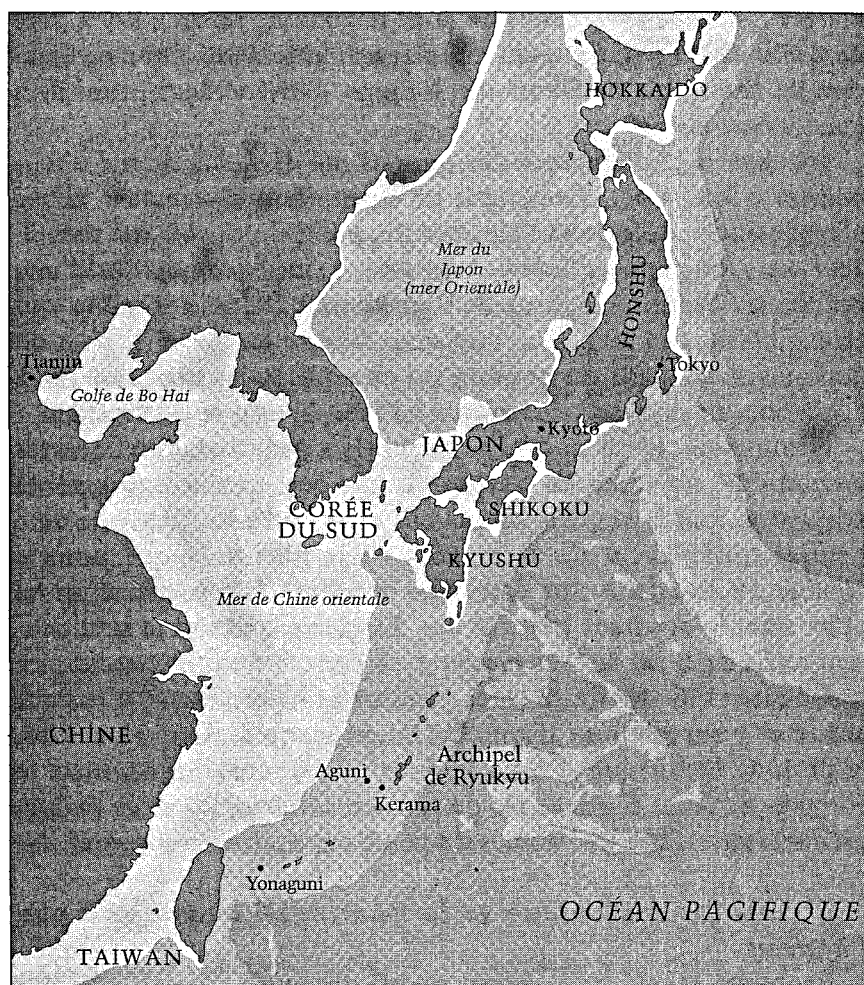 HOKKAIDO
Mer du
Japon
(mer Orientale)
HONSHU
Tianjin
Tokyo
Golfe de Bo Hai
JAPON
Kyoto
CORÉE
DU SUD
SHIKOKU
KYUSHU
Mer de Chine orientale
CHINE
Archipel
de Ryukyu
Aguni
Kerama
Yonaguni
OCÉAN PACIFIQUE
TAIWAN